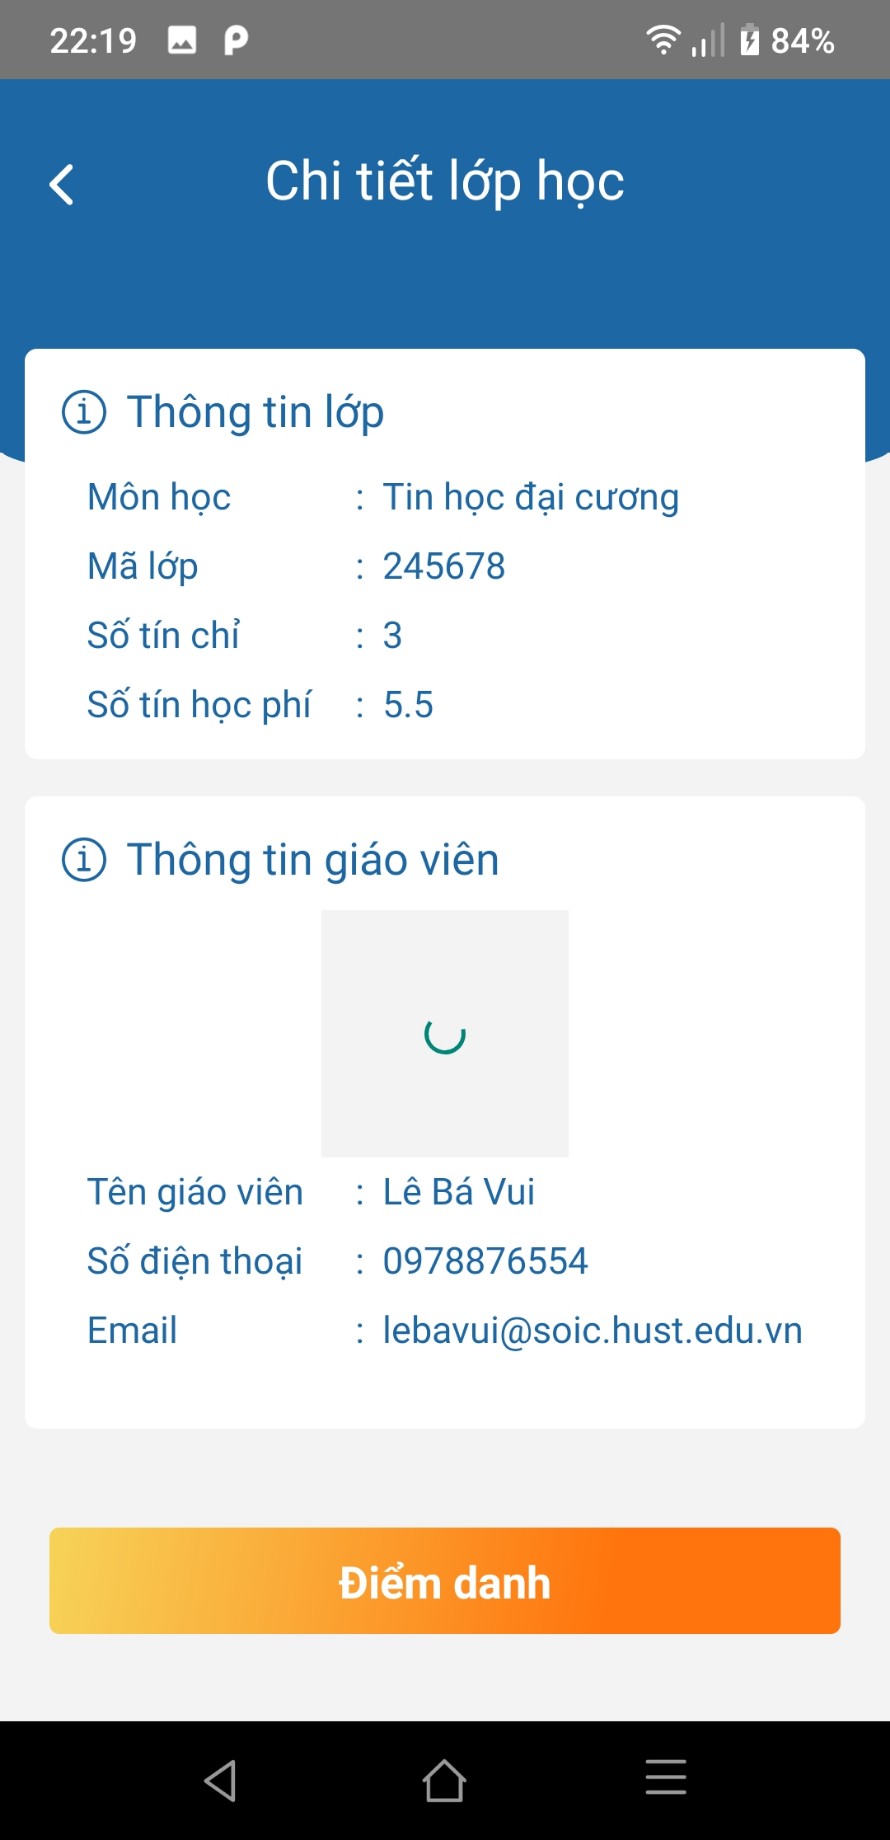 22:19 84%
Chi tiết lớp học
Thông tin lớp
Môn học : Tin học đại cương
Mã lớp : 245678
Số tín chỉ : 3
Số tín học phí : 5.5
Thông tin giáo viên
Tên giáo viên : Lê Bá Vui
Số điện thoại : 0978876554
Email : lebavui@soic.hust.edu.vn
Điểm danh